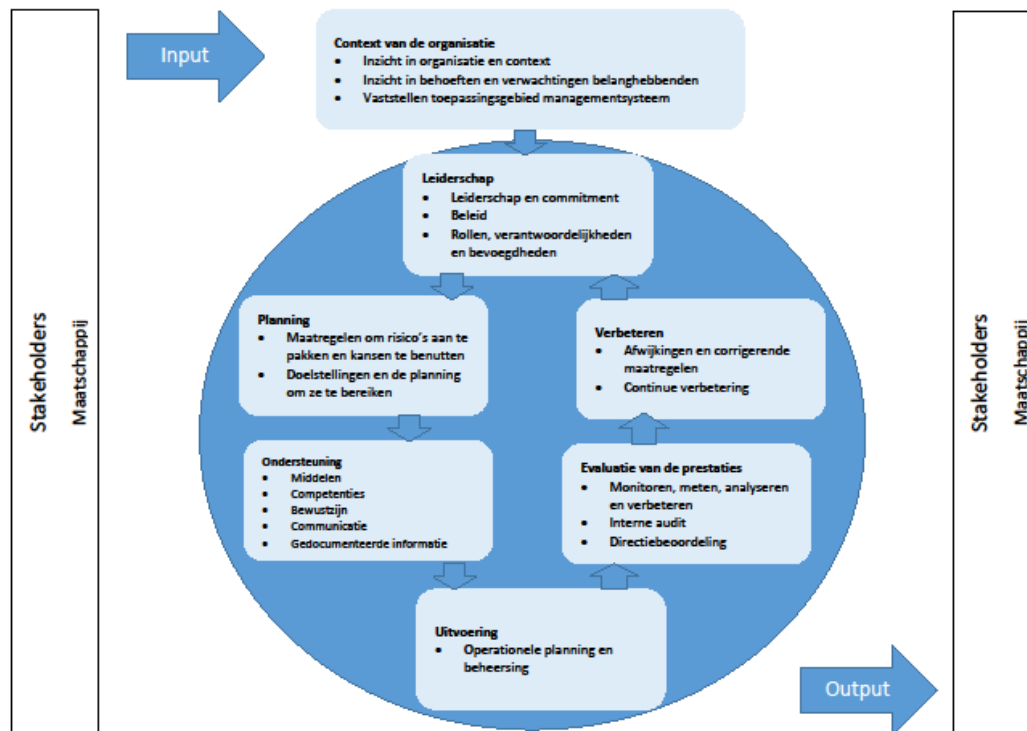 Stakeholders
Maatschappij
Input
Context van de organisatie
• Inzicht in organisatie en context
• Inzicht in behoeften en verwachtingen belanghebbenden
• Vaststellen toepassingsgebied managementsysteem
Leiderschap
• Leiderschap en commitment
• Beleid
• Rollen, verantwoordelijkheden
en bevoegdheden
Planning
• Maatregelen om risico's aan te
pakken en kansen te benutten
• Doelstellingen en de planning
om ze te bereiken
Ondersteuning
• Middelen
• Competenties
• Bewustzijn
• Communicatie
• Gedocumenteerde informatie
Uitvoering
• Operationele planning en
beheersing
Evaluatie van de prestaties
• Monitoren, meten, analyseren
en verbeteren
• Interne audit
• Directiebeoordeling
Verbeteren
• Afwijkingen en corrigerende
maatregelen
• Continue verbetering
Output
Stakeholders
Maatschappij